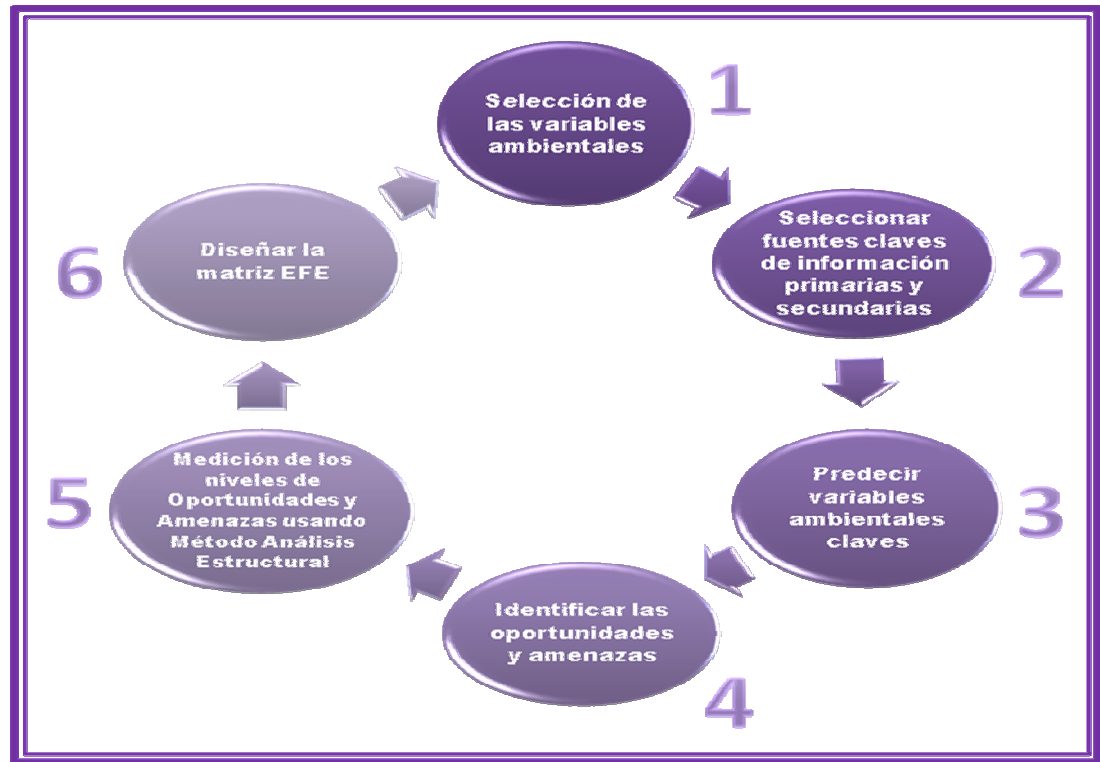 1
Selección de
las variables
ambientales
2
Seleccionar
fuentes claves
de información
primarias y
secundarias
3
Predecir
variables
ambientales
claves
4
Identificar las
oportunidades
y amenazas
5
Medición de los
niveles de
Oportunidades y
Amenazas usando
Método Análisis
Estructural
6
Diseñar la
matriz EFE